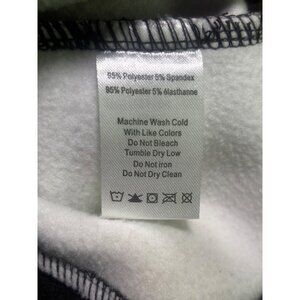 95% Polyester 5% Spandex
95% Polyester 5% élasthanne
Machine Wash Cold
With Like Colors
Do Not Bleach
Tumble Dry Low
Do Not iron
Do Not Dry Clean